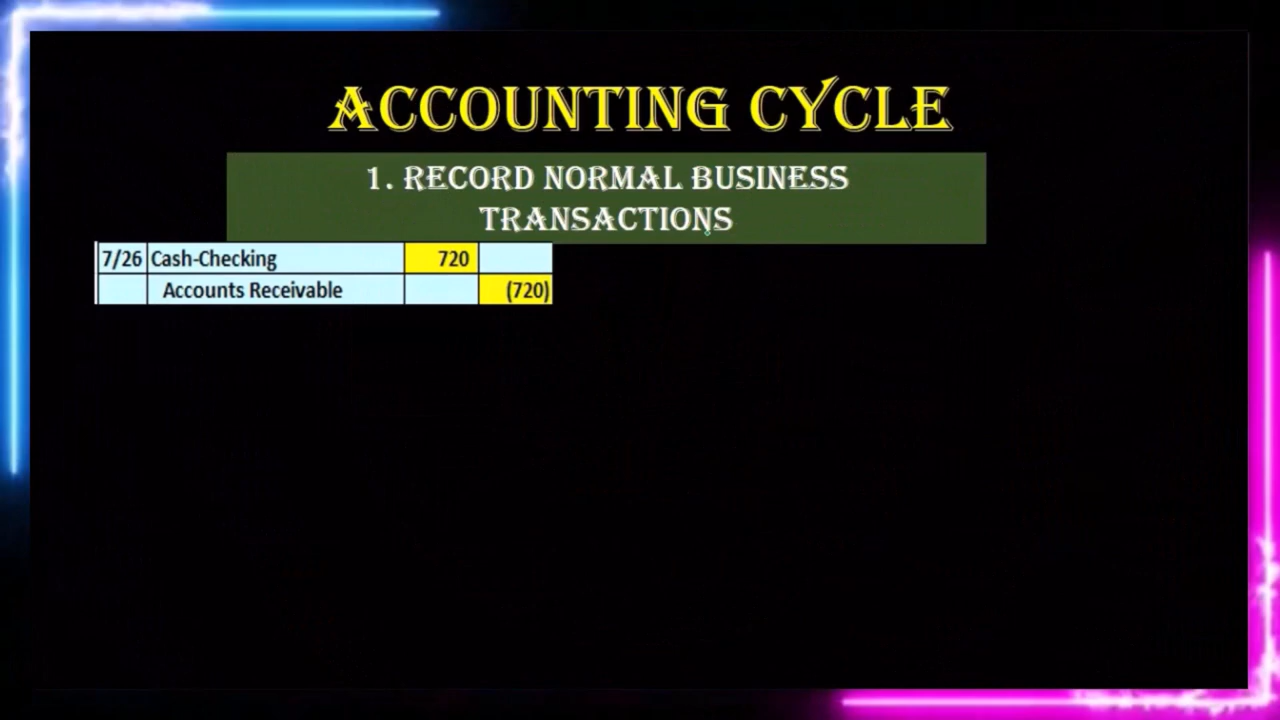 ACCOUNTING CYCLE
1. RECORD NORMAL BUSINESS
TRANSACTIONS
7/26 Cash-Checking 720
Accounts Receivable (720)